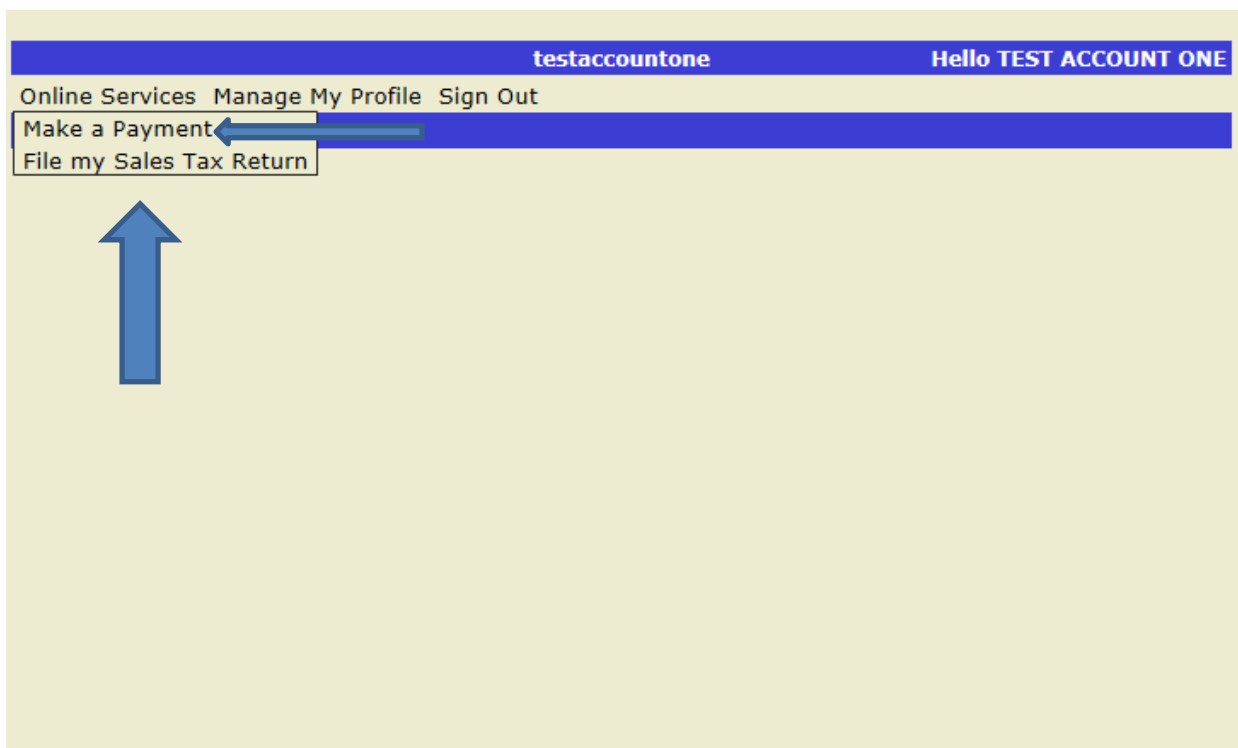 testaccountone Hello TEST ACCOUNT ONE
Online Services Manage My Profile Sign Out
Make a Payment
File my Sales Tax Return